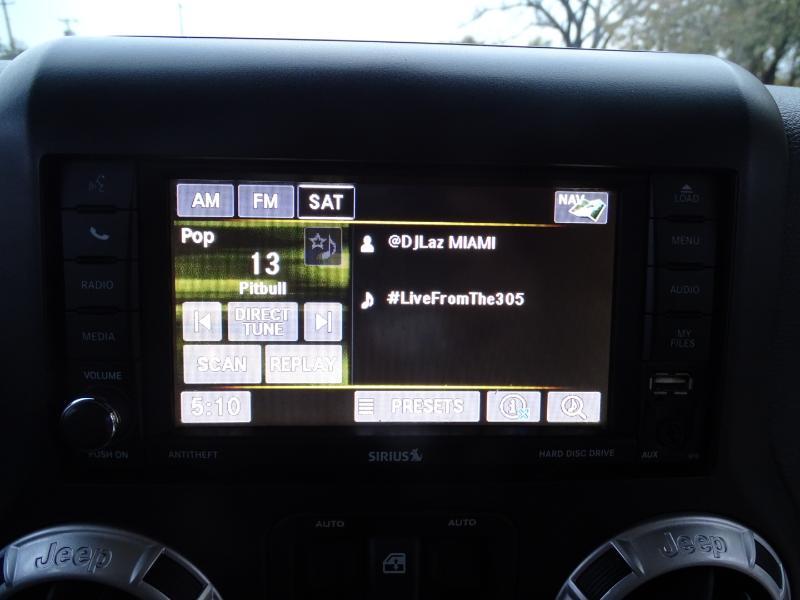 AM FM SAT NAV
Pop
13
Pitbull
DIRECT
TUNE
SCAN REPLAY
@DJLaz MIAMI
#LiveFromThe305
5:10 PRESETS
RADIO
MEDIA
VOLUME
PUSH ON
LOAD
MENU
AUDIO
MY
FILES
ANTITHEFT SIRIUS HARD DISC DRIVE AUX
AUTO AUTO
Jeep Jeep